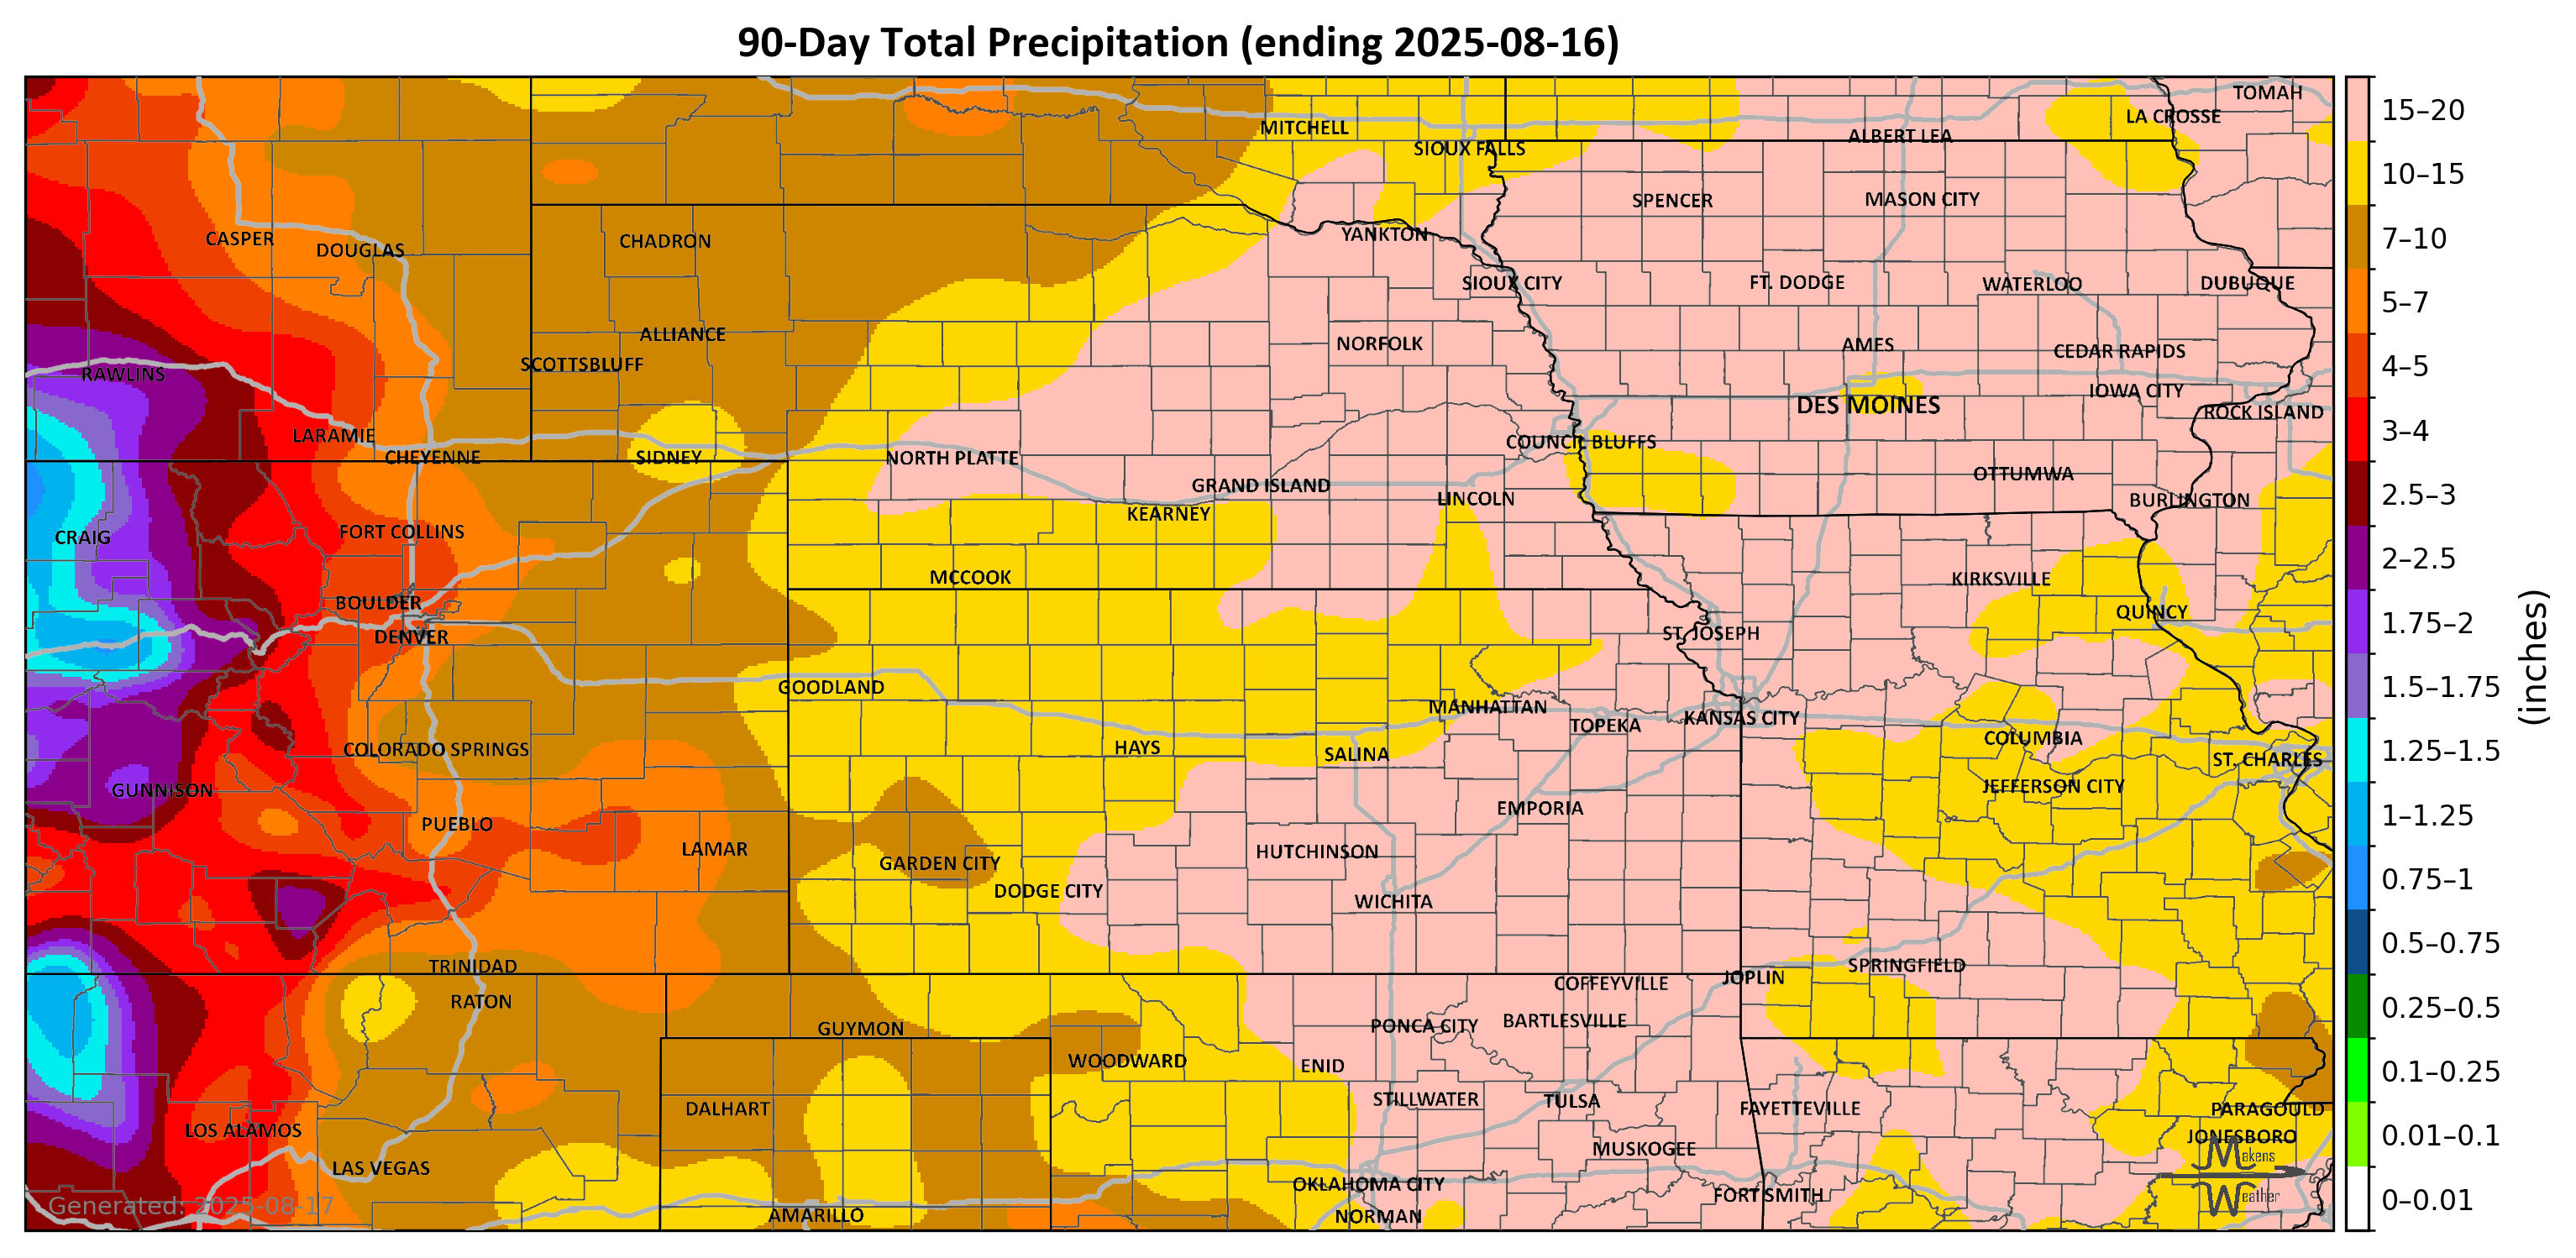 90-Day Total Precipitation (ending 2025-08-16)
TOMAH
LA CROSSE
MITCHELL
ALBERT LEA
SIOUX FALLS
SPENCER
MASON CITY
CASPER
DOUGLAS
CHADRON
YANKTON
SIOUX CITY
FT. DODGE
WATERLOO
DUBUQUE
ALLIANCE
NORFOLK
AMES
CEDAR RAPIDS
SCOTTSBLUFF
RAWLINS
IOWA CITY
DES MOINES
ROCK ISLAND
LARAMIE
COUNCIL BLUFFS
CHEYENNE
SIDNEY
NORTH PLATTE
OTTUMWA
GRAND ISLAND
LINCOLN
BURLINGTON
KEARNEY
FORT COLLINS
CRAIG
MCCOOK
KIRKSVILLE
BOULDER
QUINCY
DENVER
ST. JOSEPH
GOODLAND
MANHATTAN
TOPEKA
KANSAS CITY
COLUMBIA
COLORADO SPRINGS
HAYS
SALINA
ST. CHARLES
GUNNISON
JEFFERSON CITY
EMPORIA
PUEBLO
LAMAR
HUTCHINSON
GARDEN CITY
DODGE CITY
WICHITA
TRINIDAD
SPRINGFIELD
JOPLIN
COFFEYVILLE
RATON
GUYMON
PONCA CITY
BARTLESVILLE
WOODWARD
ENID
STILLWATER
TULSA
DALHART
FAYETTEVILLE
PARAGOULD
LOS ALAMOS
JONESBORO
MUSKOGEE
LAS VEGAS
OKLAHOMA CITY
FORT SMITH
AMARILLO
NORMAN
Makens
Weather
Generated: 2025-08-17
15–20
10–15
7–10
5–7
4–5
3–4
2.5–3
2–2.5
1.75–2
1.5–1.75
1.25–1.5
1–1.25
0.75–1
0.5–0.75
0.25–0.5
0.1–0.25
0.01–0.1
0–0.01
(inches)